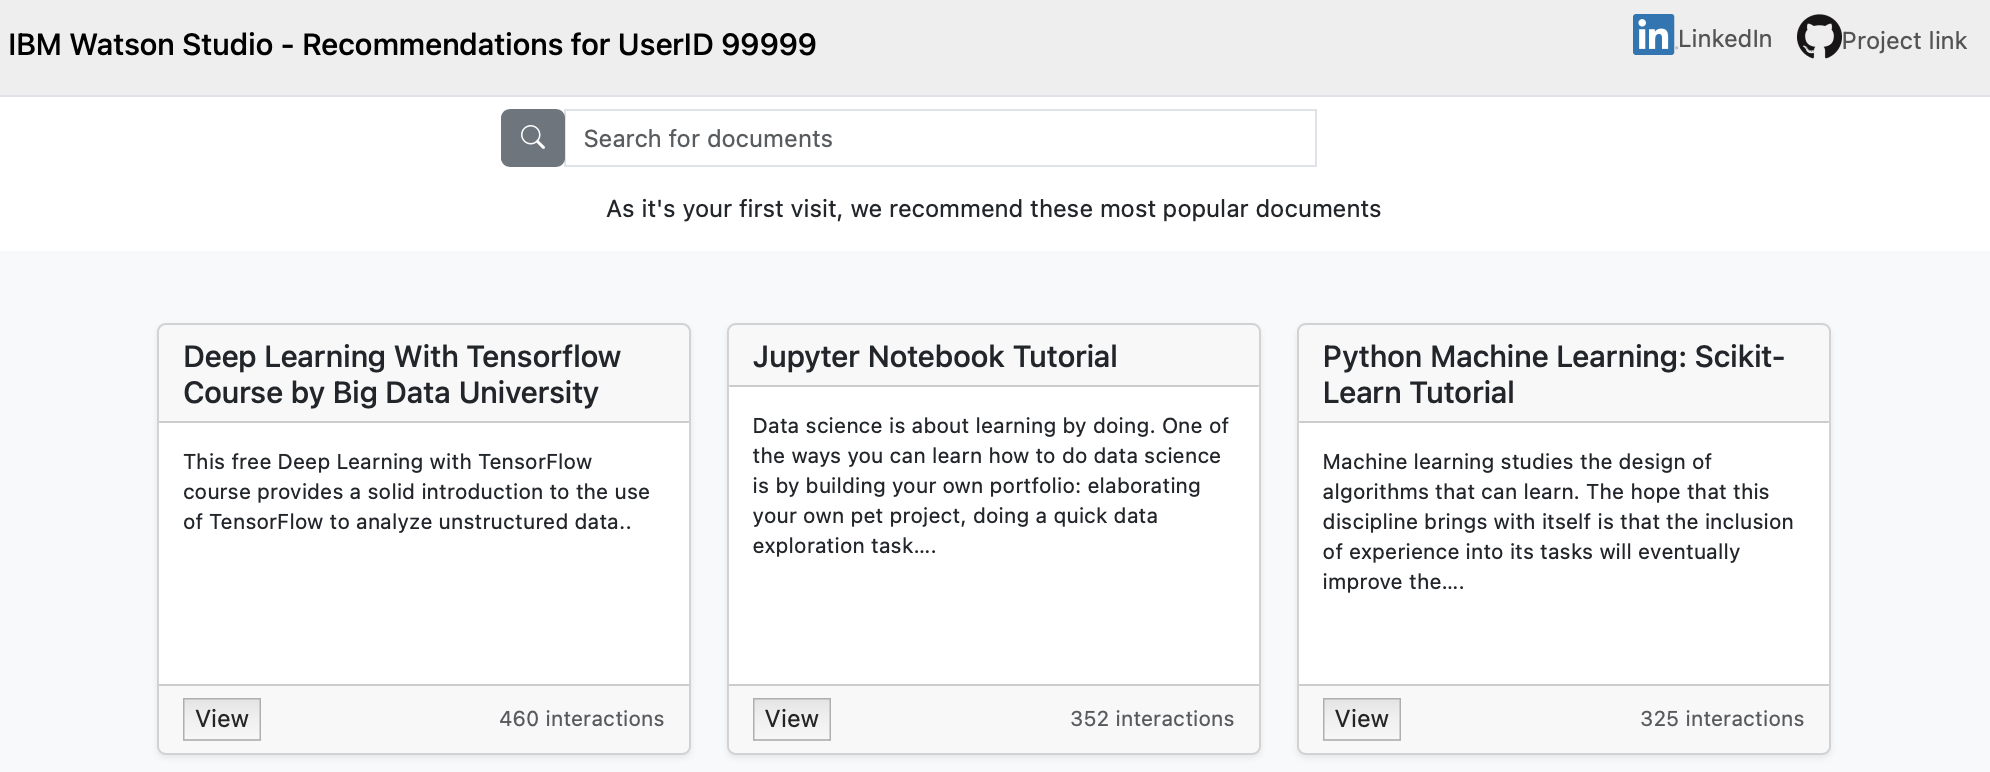 IBM Watson Studio - Recommendations for UserID 99999
in LinkedIn
Project link
Search for documents
As it's your first visit, we recommend these most popular documents
Deep Learning With Tensorflow
Course by Big Data University
This free Deep Learning with TensorFlow
course provides a solid introduction to the use
of TensorFlow to analyze unstructured data..
View
460 interactions
Jupyter Notebook Tutorial
Data science is about learning by doing. One of
the ways you can learn how to do data science
is by building your own portfolio: elaborating
your own pet project, doing a quick data
exploration task....
View
352 interactions
Python Machine Learning: Scikit-
Learn Tutorial
Machine learning studies the design of
algorithms that can learn. The hope that this
discipline brings with itself is that the inclusion
of experience into its tasks will eventually
improve the....
View
325 interactions